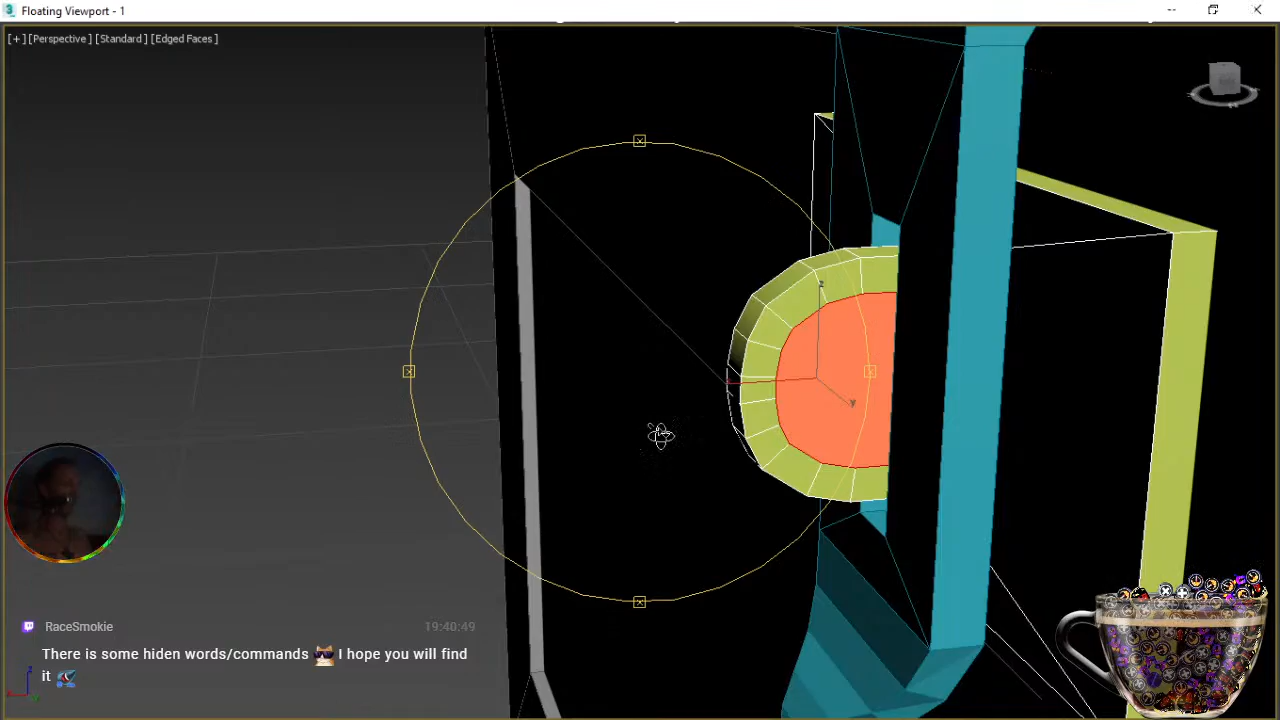 Floating Viewport - 1
[+] [Perspective] [Standard] [Edged Faces]
z
x
y
RaceSmokie
19:40:49
There is some hiden words/commands I hope you will find
it